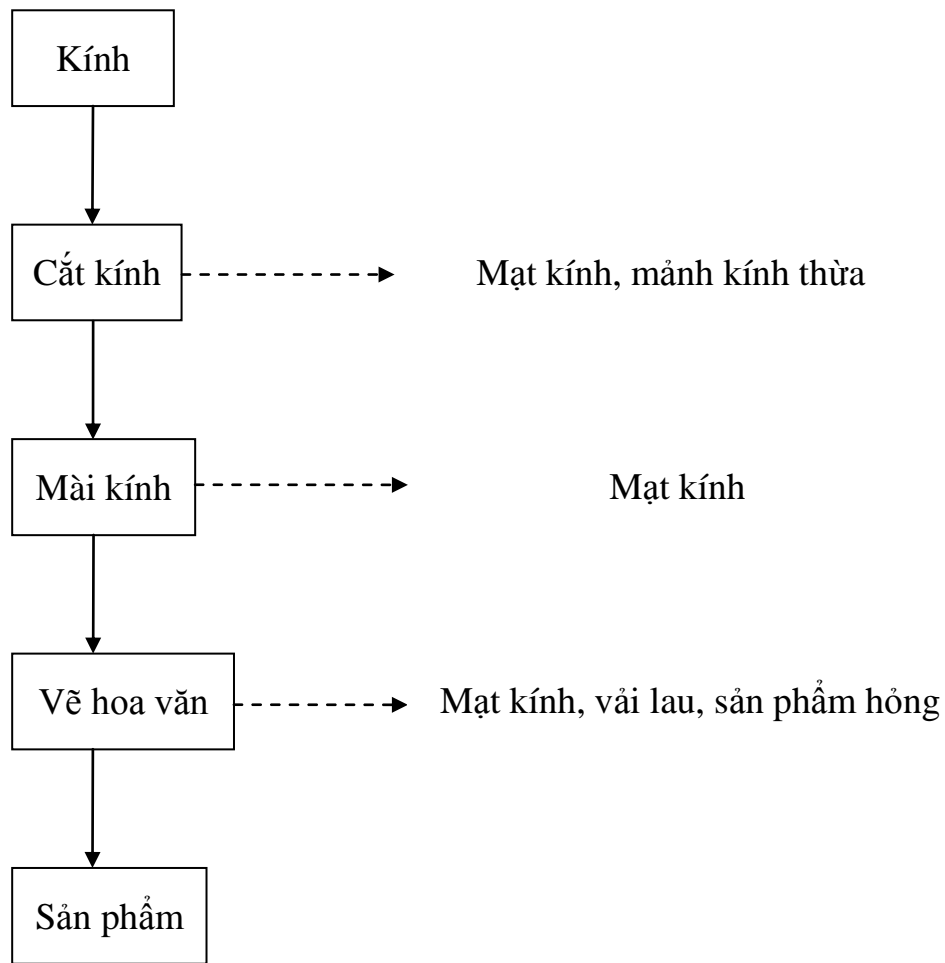 Kính
Cắt kính
Mạt kính, mảnh kính thừa
Mài kính
Mạt kính
Vẽ hoa văn
Mạt kính, vải lau, sản phẩm hỏng
Sản phẩm